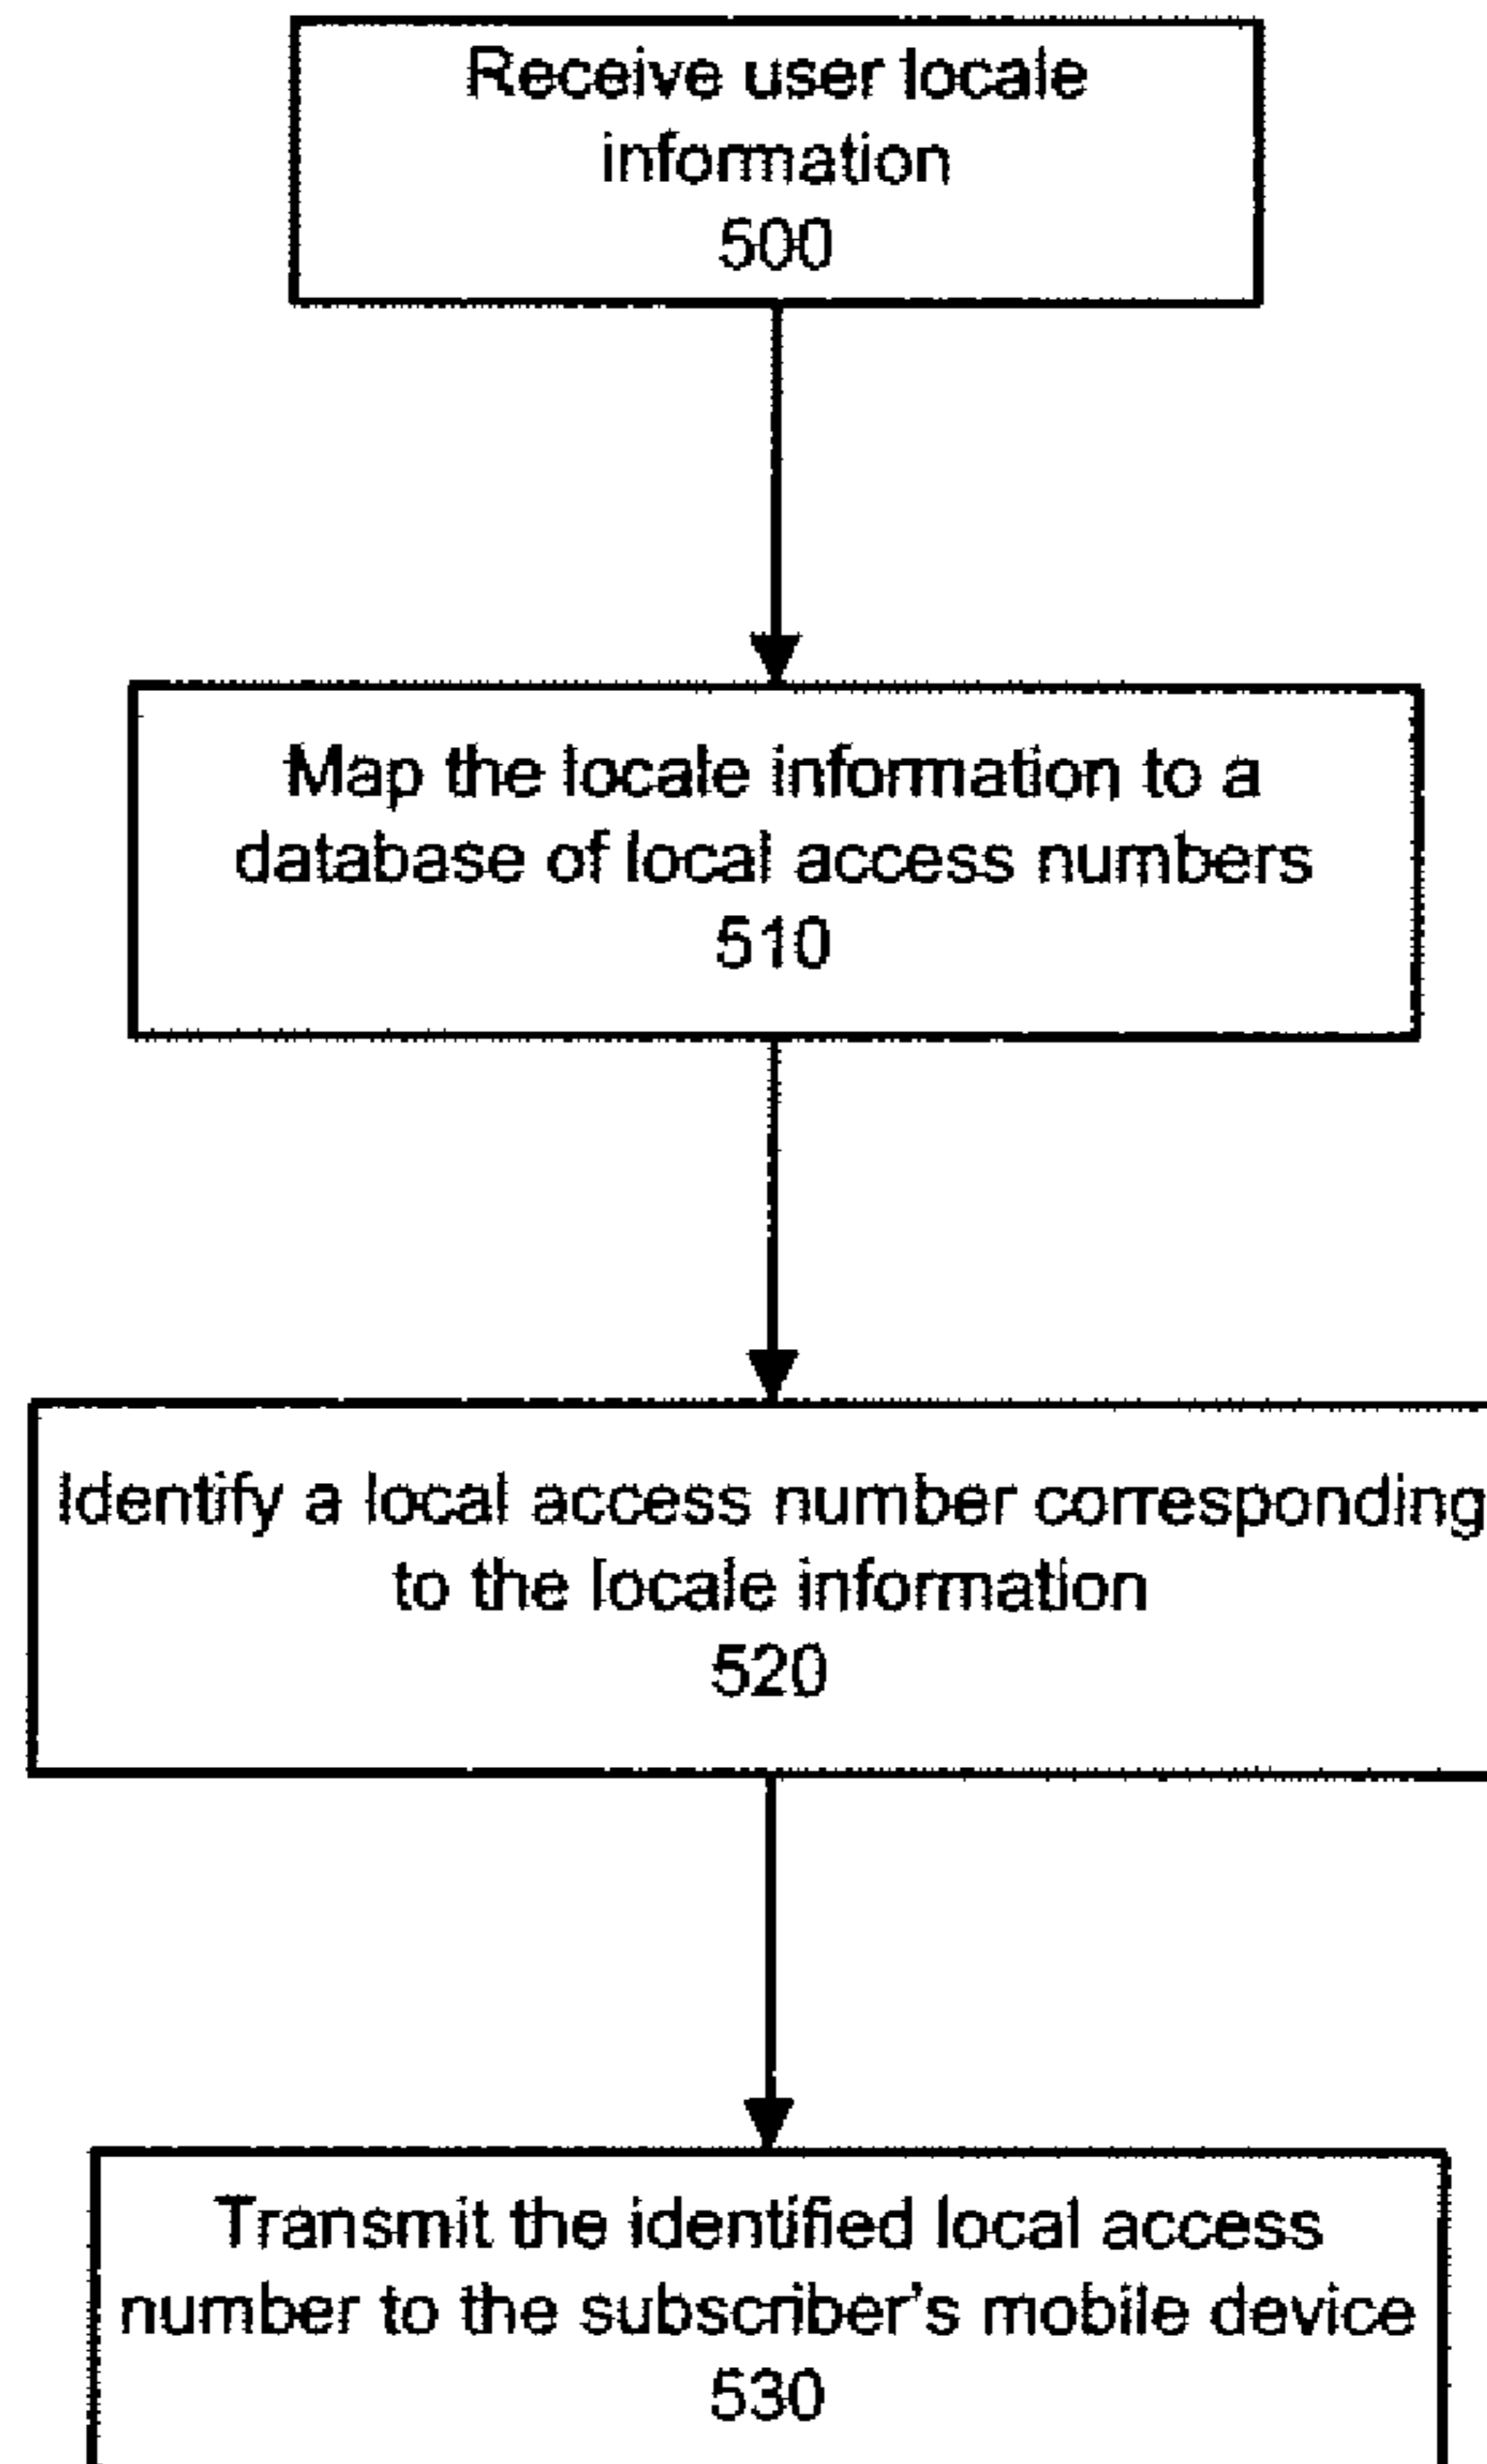 Receive user locale
information
500
Map the locale information to a
database of local access numbers
510
Identify a local access number corresponding
to the locale information
520
Transmit the identified local access
number to the subscriber's mobile device
530